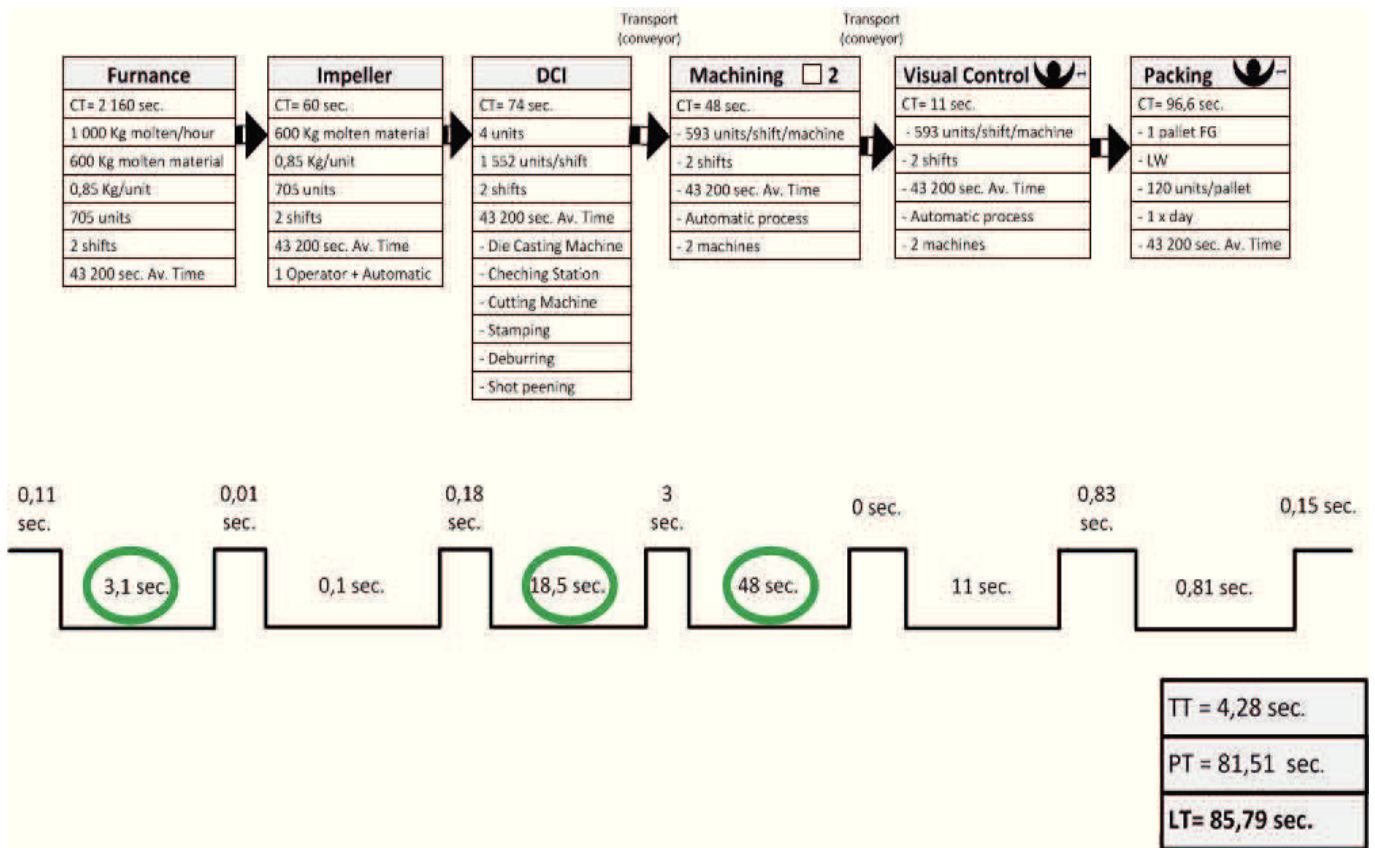 Transport
(conveyor)
Transport
(conveyor)
Furnance
CT= 2 160 sec.
1 000 Kg molten/hour
600 Kg molten material
0,85 Kg/unit
705 units
2 shifts
43 200 sec. Av. Time
Impeller
CT= 60 sec.
600 Kg molten material
0,85 Kg/unit
705 units
2 shifts
43 200 sec. Av. Time
1 Operator + Automatic
DCI
CT= 74 sec.
4 units
1 552 units/shift
2 shifts
43 200 sec. Av. Time
- Die Casting Machine
- Cheching Station
- Cutting Machine
- Stamping
- Deburring
- Shot peening
Machining 2
CT= 48 sec.
- 593 units/shift/machine
- 2 shifts
- 43 200 sec. Av. Time
- Automatic process
- 2 machines
Visual Control 1
CT= 11 sec.
- 593 units/shift/machine
- 2 shifts
- 43 200 sec. Av. Time
- Automatic process
- 2 machines
Packing 1
CT= 96,6 sec.
- 1 pallet FG
- LW
- 120 units/pallet
- 1 x day
- 43 200 sec. Av. Time
0,11
sec.
3,1 sec.
0,01
sec.
0,1 sec.
0,18
sec.
18,5 sec.
3
sec.
48 sec.
0 sec.
11 sec.
0,83
sec.
0,81 sec.
0,15 sec.
TT = 4,28 sec.
PT = 81,51 sec.
LT= 85,79 sec.